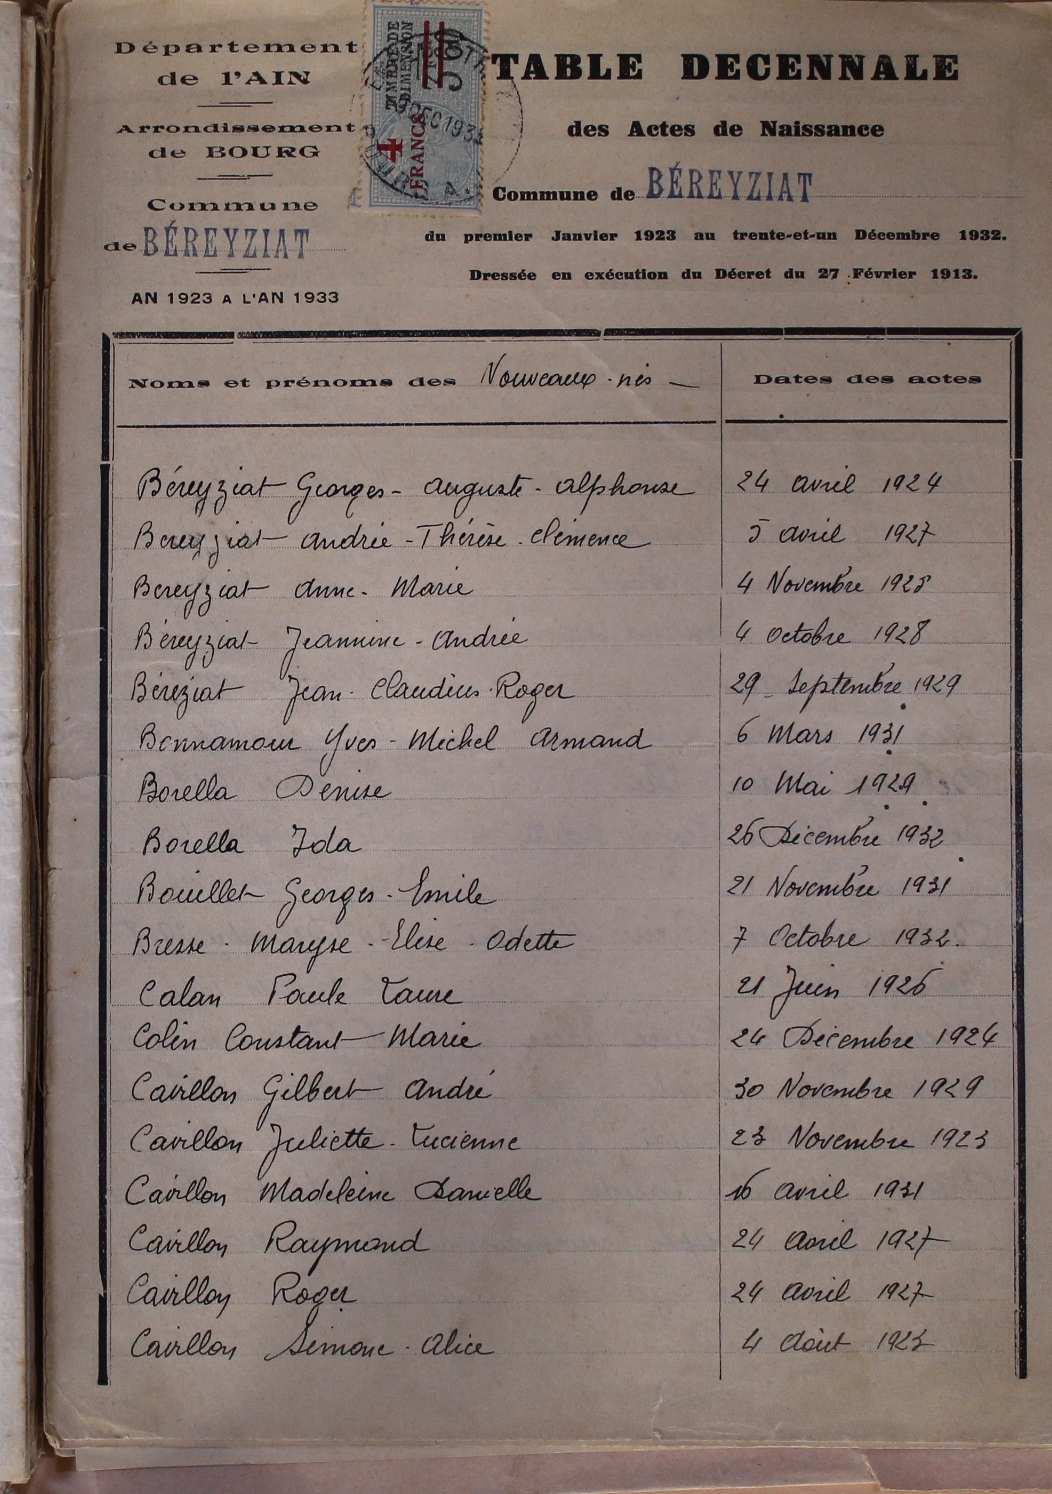 Département
de l'AIN
Arrondissement
de BOURG
Commune
de BÉREYZIAT
AN 1923 A L'AN 1933
4
FRANCS
DEC 193
TABLE DECENNALE
des Actes de Naissance
Commune de BÉREYZIAT
du premier Janvier 1923 au trente-et-un Décembre 1932.
Dressée en exécution du Décret du 27 Février 1913.
Noms et prénoms des Nouveaux-nés — Dates des actes
Béreyziat Georges - Auguste - Alphonse 24 avril 1924
Bereyziat Andrée - Thérèse - Clémence 5 avril 1927
Bereyziat Anne - Marie 4 Novembre
Béreyziat Jeannine - Andrée 4 Octobre 1928
Béreziat Jean - Claudius - Roger 29 Septembre 1929
Bonnamour Yves - Michel Armand 6 Mars 1931
Borella Denise 10 Mai 1929
Borella Ida 26 Décembre 1932
Bouillet Georges - Emile 21 Novembre 1931
Bresse - Maryse - Elise - Odette 7 Octobre 1932.
Calan Paule Laure 21 Juin 1926
Colin Constant Marie 24 Décembre 1924
Cavillon Gilbert André 30 Novembre 1929
Cavillon Juliette - Lucienne 23 Novembre 1923
Cavillon Madeleine Danielle 16 avril 1931
Cavillon Raymond 24 avril 1927
Cavillon Roger 24 avril 1927
Cavillon Simone - Alice 4 Août